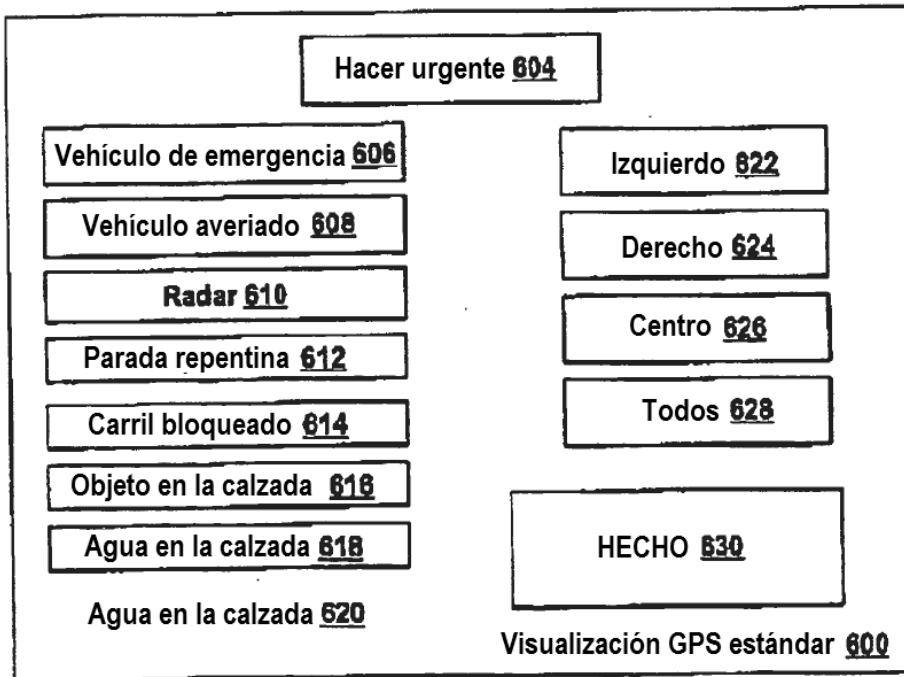 Hacer urgente 604
Vehículo de emergencia 606
Vehículo averiado 608
Radar 610
Parada repentina 612
Carril bloqueado 614
Objeto en la calzada 616
Agua en la calzada 618
Agua en la calzada 620
Izquierdo 622
Derecho 624
Centro 626
Todos 628
HECHO 630
Visualización GPS estándar 600